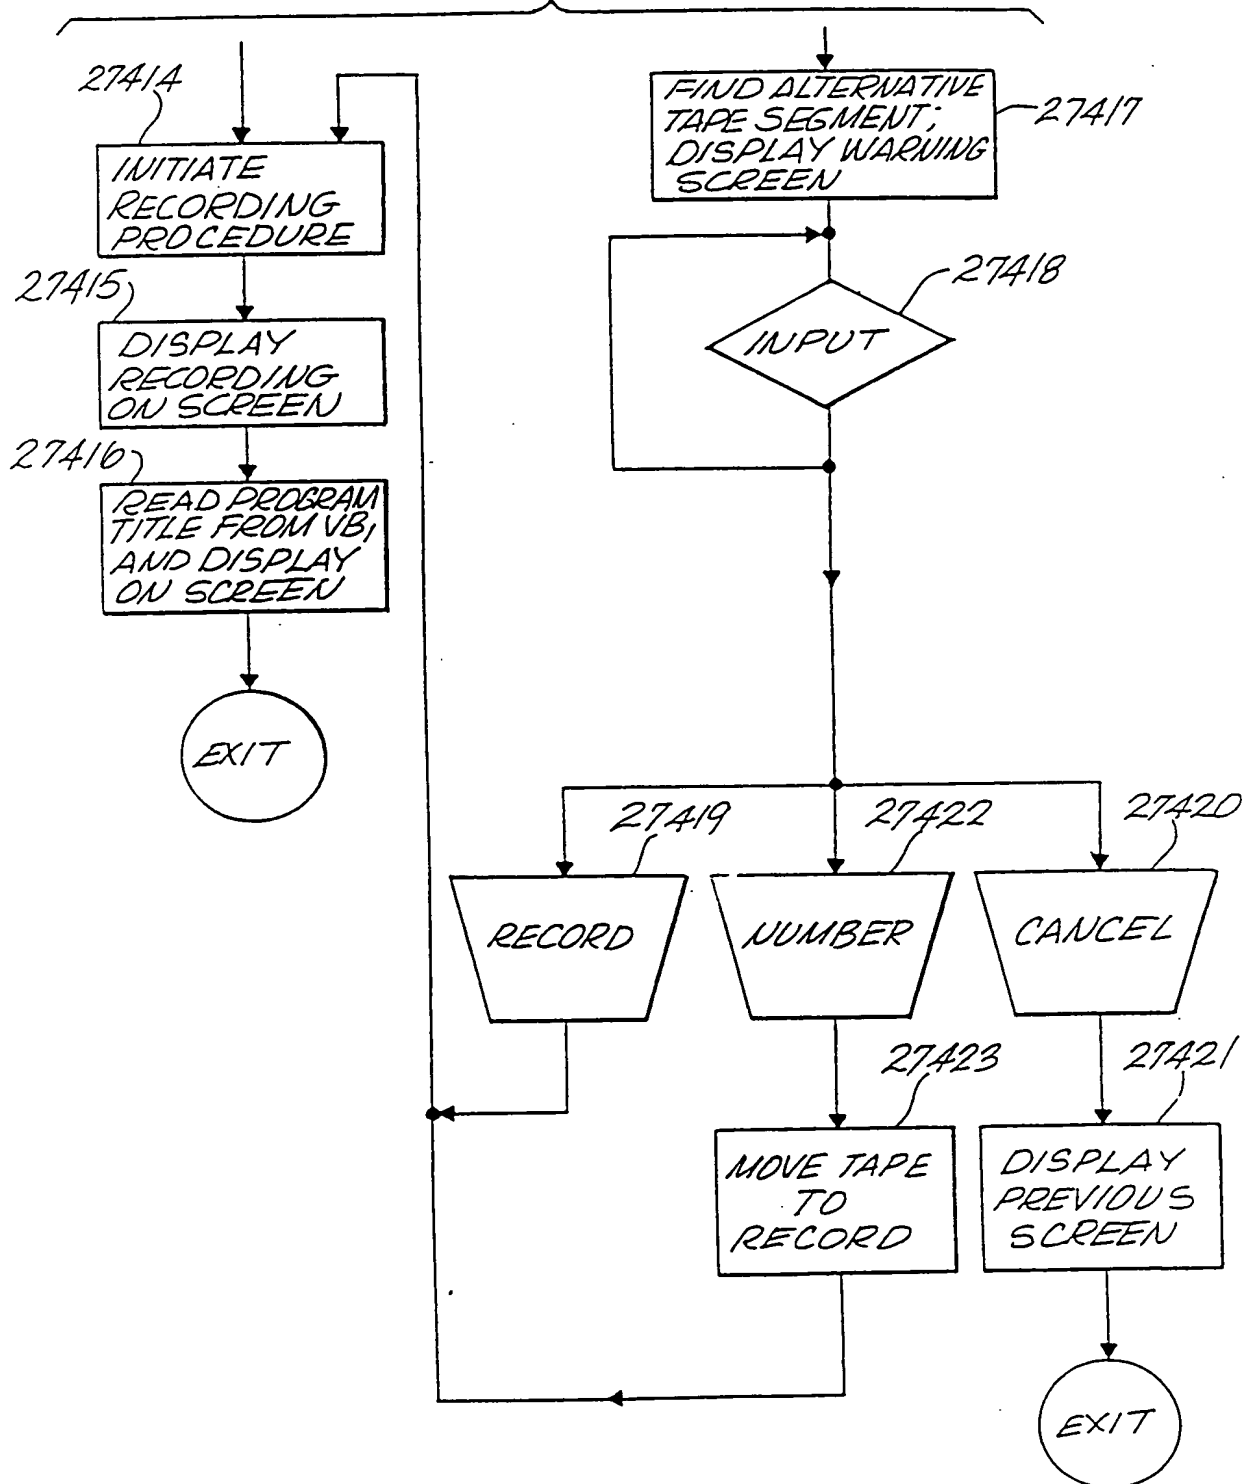 27414
INITIATE
RECORDING
PROCEDURE
27415
DISPLAY
RECORDING
ON SCREEN
27416
READ PROGRAM
TITLE FROM VB,
AND DISPLAY
ON SCREEN
EXIT
FIND ALTERNATIVE
TAPE SEGMENT;
DISPLAY WARNING
SCREEN
27417
27418
INPUT
27419
RECORD
27422
NUMBER
27420
CANCEL
27423
MOVE TAPE
TO
RECORD
27421
DISPLAY
PREVIOUS
SCREEN
EXIT